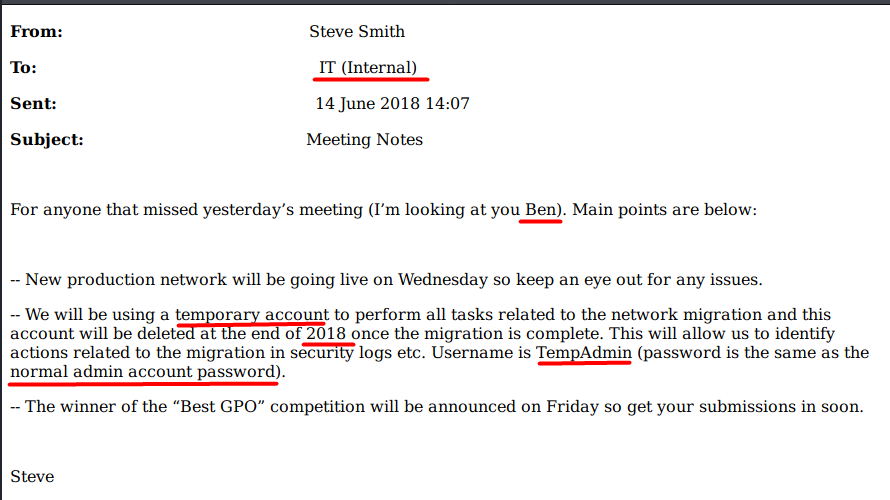 From: Steve Smith
To: IT (Internal)
Sent: 14 June 2018 14:07
Subject: Meeting Notes
For anyone that missed yesterday’s meeting (I’m looking at you Ben). Main points are below:
-- New production network will be going live on Wednesday so keep an eye out for any issues.
-- We will be using a temporary account to perform all tasks related to the network migration and this
account will be deleted at the end of 2018 once the migration is complete. This will allow us to identify
actions related to the migration in security logs etc. Username is TempAdmin (password is the same as the
normal admin account password).
-- The winner of the “Best GPO” competition will be announced on Friday so get your submissions in soon.
Steve